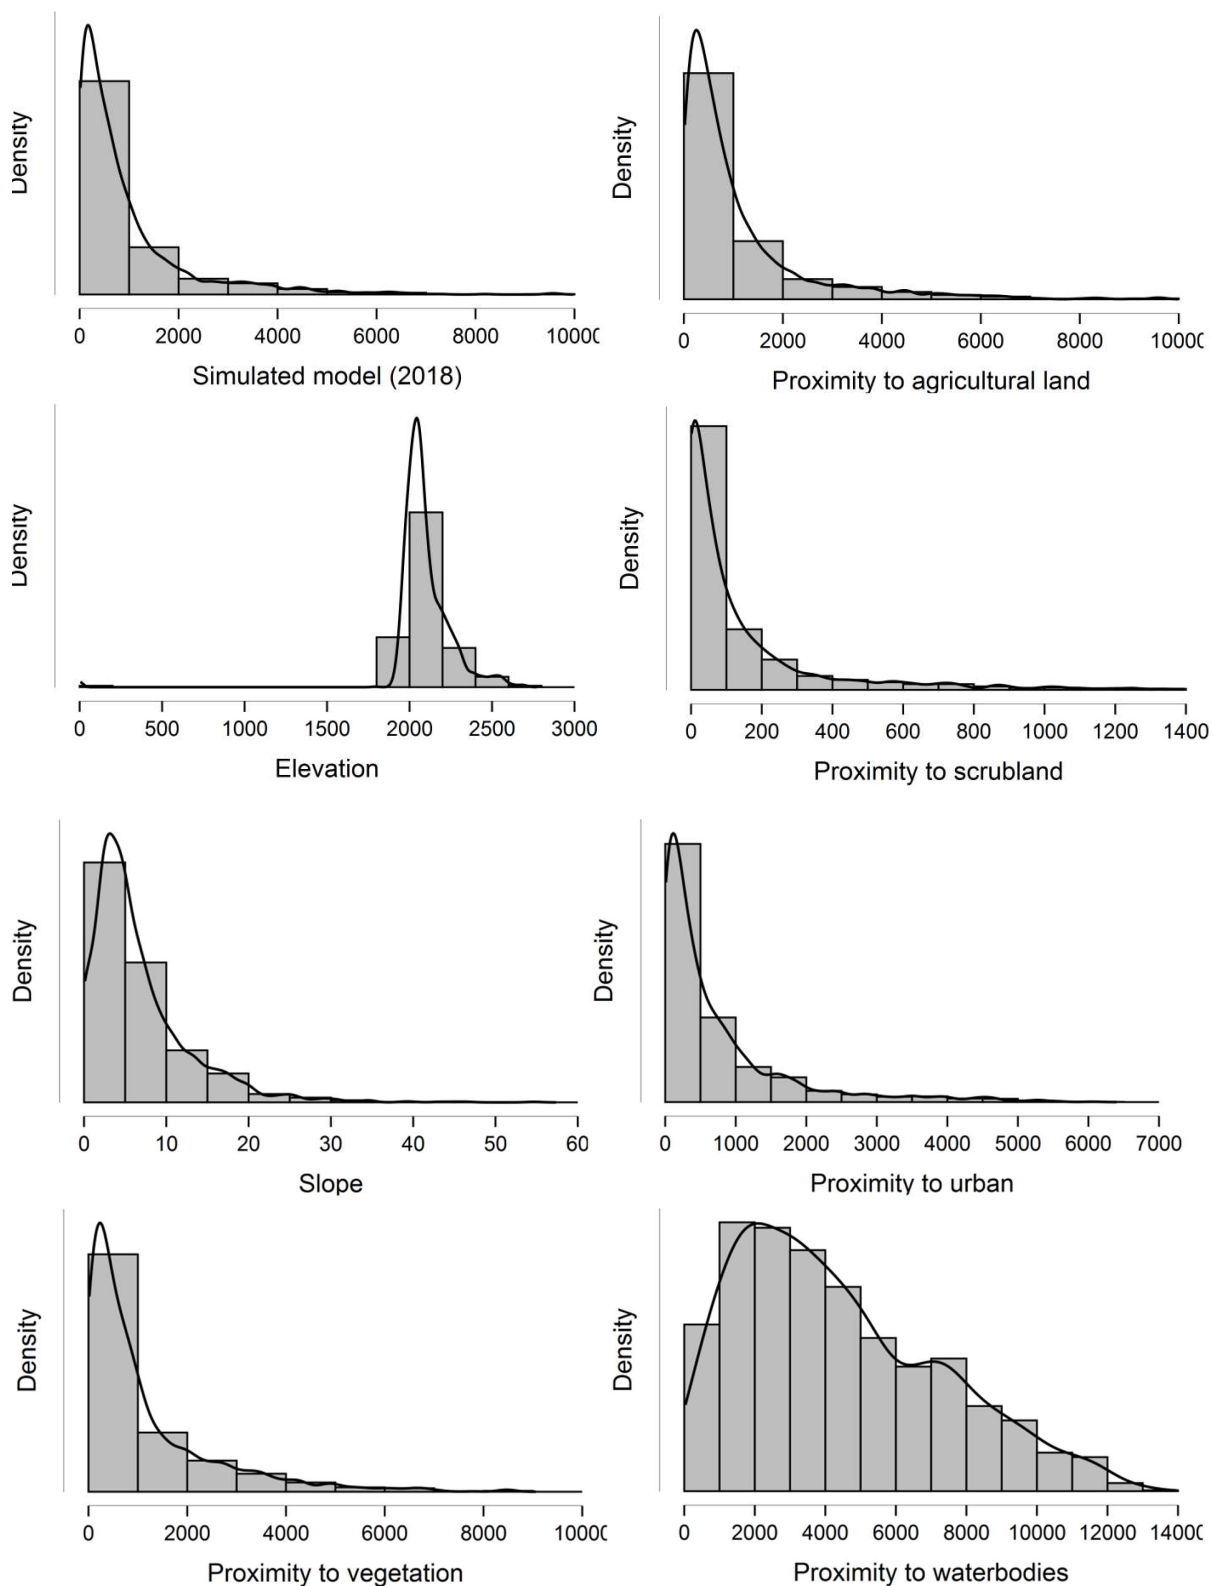 Density
0 2000 4000 6000 8000 10000
Simulated model (2018)
Density
0 2000 4000 6000 8000 10000
Proximity to agricultural land
Density
0 500 1000 1500 2000 2500 3000
Elevation
Density
0 200 400 600 800 1000 1200 1400
Proximity to scrubland
Density
0 10 20 30 40 50 60
Slope
Density
0 1000 2000 3000 4000 5000 6000 7000
Proximity to urban
Density
0 2000 4000 6000 8000 10000
Proximity to vegetation
Density
0 2000 4000 6000 8000 10000 12000 14000
Proximity to waterbodies